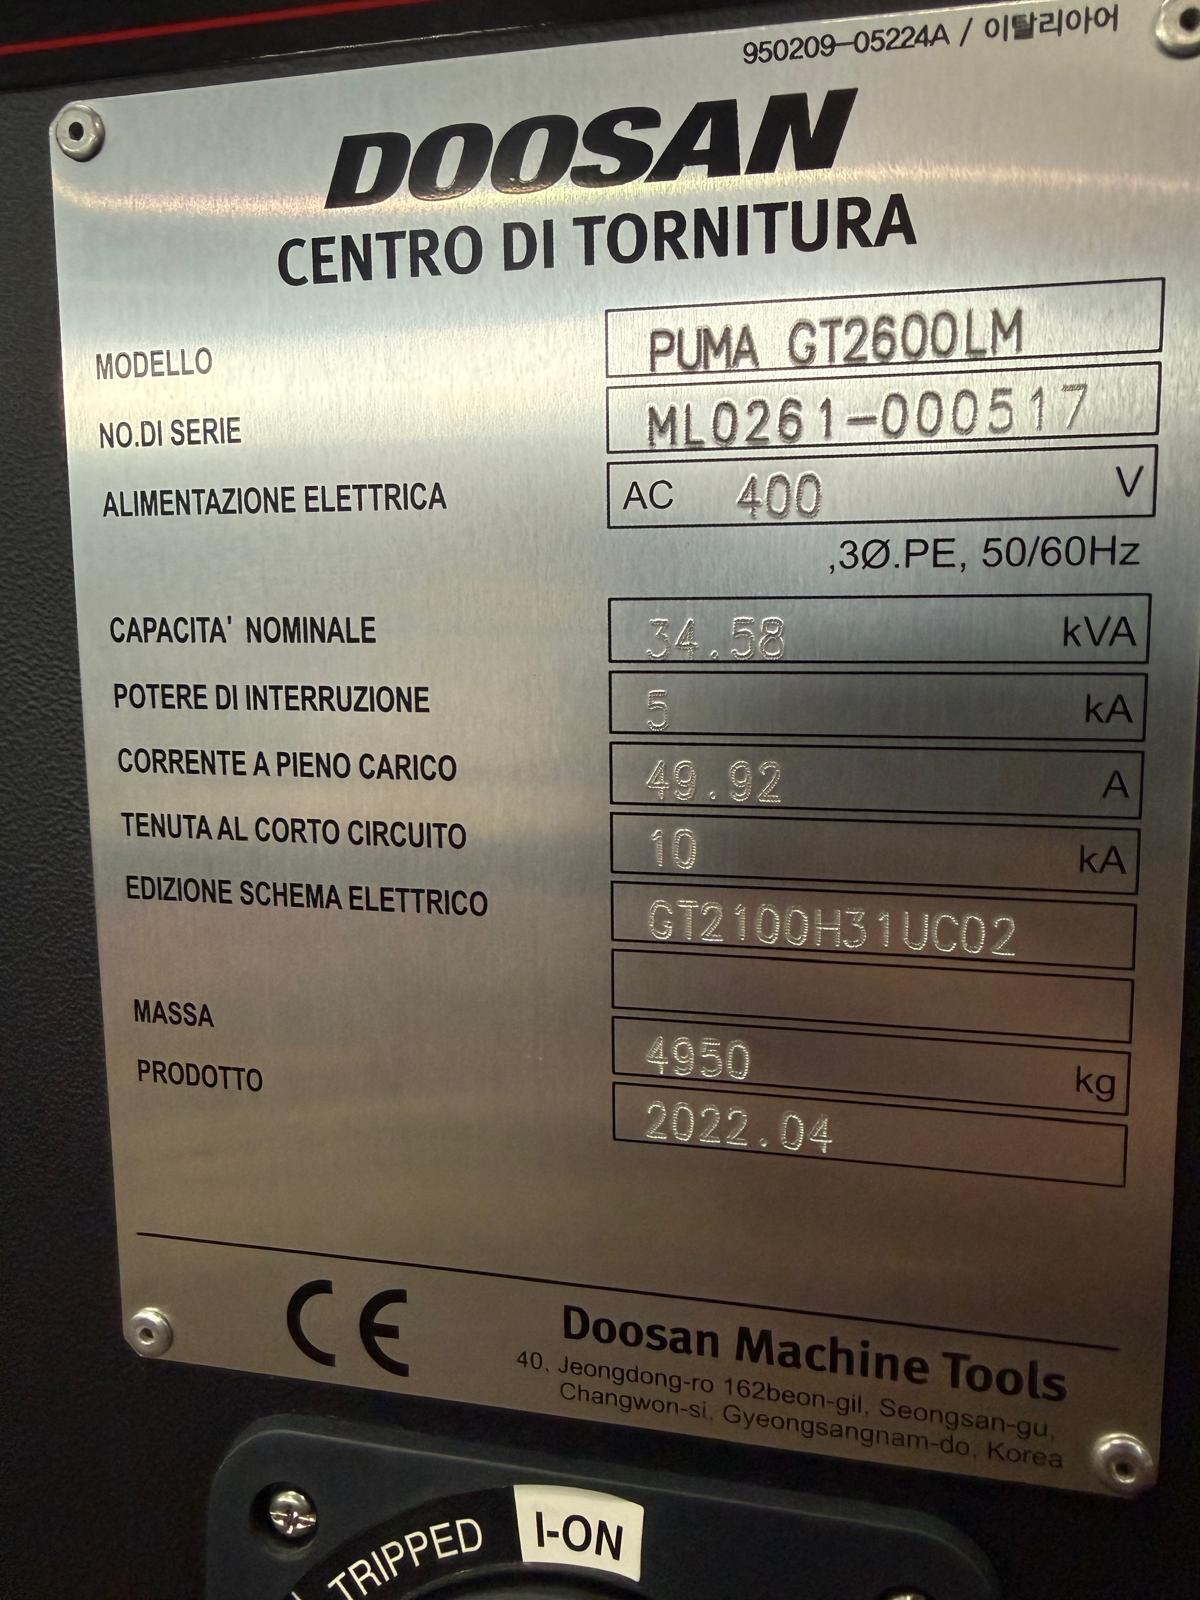 950209-05224A / 이탈리아어
DOOSAN
CENTRO DI TORNITURA
MODELLO PUMA GT2600LM
NO.DI SERIE ML0261-000517
ALIMENTAZIONE ELETTRICA AC 400 V
,3Ø.PE, 50/60Hz
CAPACITA' NOMINALE 34.58 kVA
POTERE DI INTERRUZIONE 5 kA
CORRENTE A PIENO CARICO 49.92 A
TENUTA AL CORTO CIRCUITO 10 kA
EDIZIONE SCHEMA ELETTRICO GT2100H31UC02
MASSA 4950 kg
PRODOTTO 2022.04
CE
Doosan Machine Tools
40, Jeongdong-ro 162beon-gil, Seongsan-gu,
Changwon-si, Gyeongsangnam-do, Korea
TRIPPED I-ON